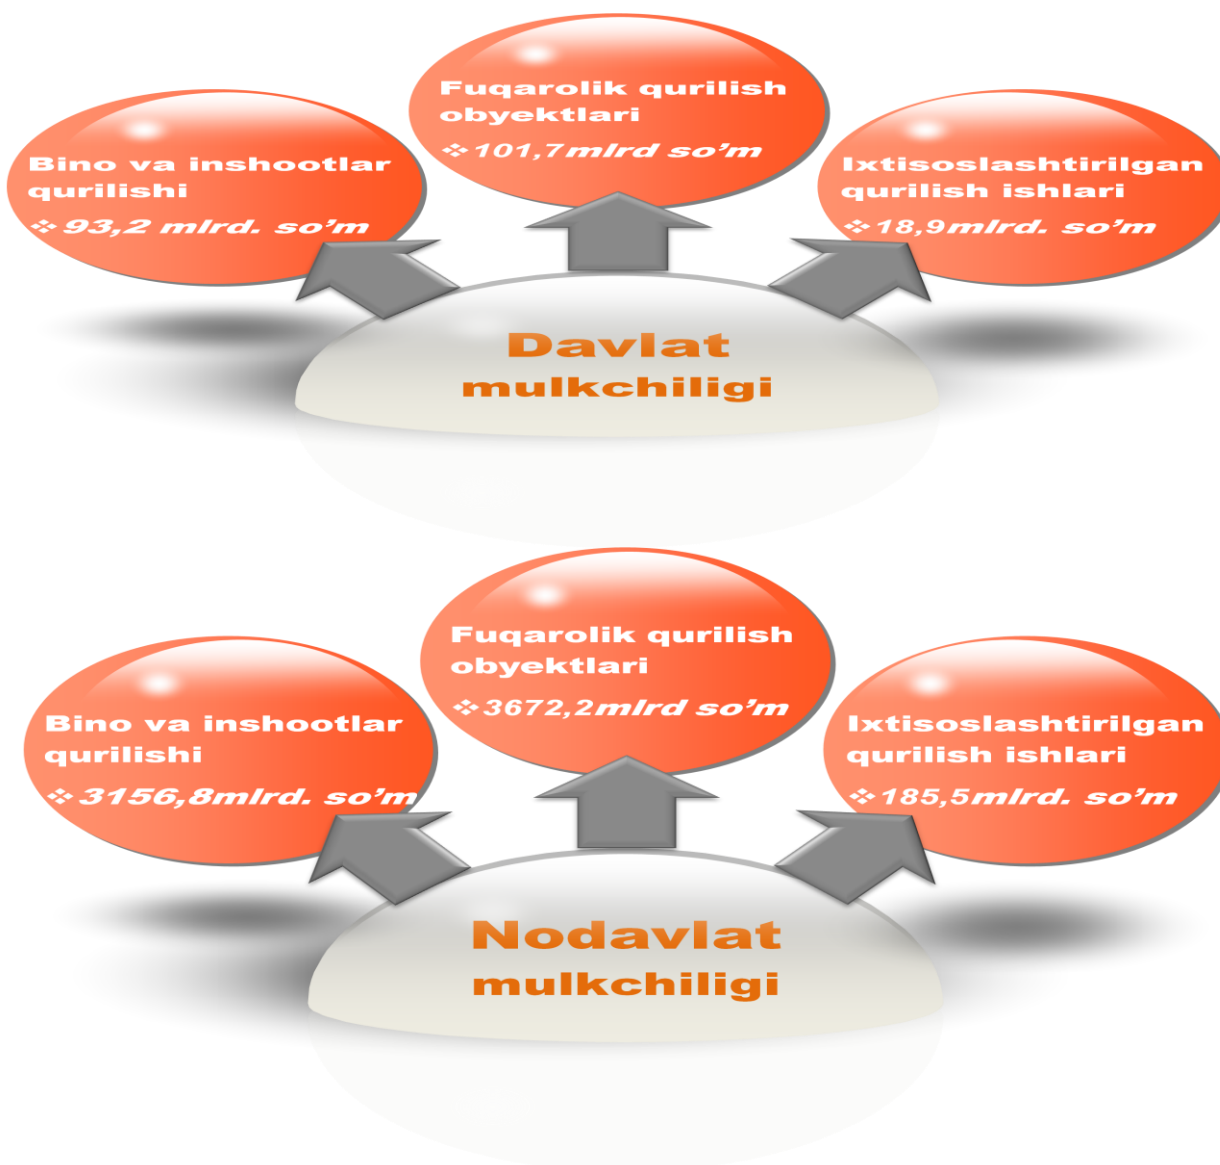 Fuqarolik qurilish
obyektlari
❖101,7mlrd so’m
Bino va inshootlar
qurilishi
❖93,2 mlrd. so’m
Ixtisoslashtirilgan
qurilish ishlari
❖18,9mlrd. so’m
Davlat
mulkchiligi
Fuqarolik qurilish
obyektlari
❖3672,2mlrd so’m
Bino va inshootlar
qurilishi
❖3156,8mlrd. so’m
Ixtisoslashtirilgan
qurilish ishlari
❖185,5mlrd. so’m
Nodavlat
mulkchiligi